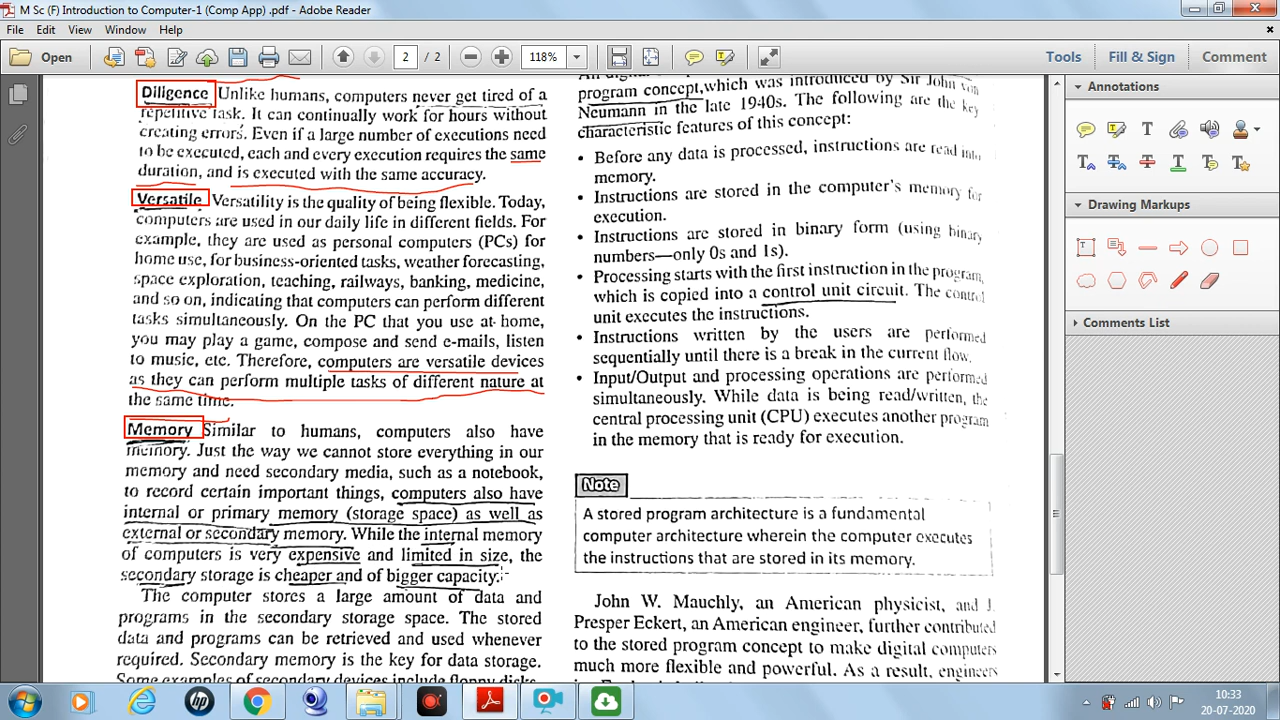 M Sc (F) Introduction to Computer-1 (Comp App) .pdf - Adobe Reader
File Edit View Window Help
Open 2 / 2 118% Tools Fill & Sign Comment
Diligence Unlike humans, computers never get tired of a
repetitive task. It can continually work for hours without
creating errors. Even if a large number of executions need
to be executed, each and every execution requires the same
duration, and is executed with the same accuracy.
Versatile Versatility is the quality of being flexible. Today,
computers are used in our daily life in different fields. For
example, they are used as personal computers (PCs) for
home use, for business-oriented tasks, weather forecasting,
space exploration, teaching, railways, banking, medicine,
and so on, indicating that computers can perform different
tasks simultaneously. On the PC that you use at home,
you may play a game, compose and send e-mails, listen
to music, etc. Therefore, computers are versatile devices
as they can perform multiple tasks of different nature at
the same time.
Memory Similar to humans, computers also have
memory. Just the way we cannot store everything in our
memory and need secondary media, such as a notebook,
to record certain important things, computers also have
internal or primary memory (storage space) as well as
external or secondary memory. While the internal memory
of computers is very expensive and limited in size, the
secondary storage is cheaper and of bigger capacity.
The computer stores a large amount of data and
programs in the secondary storage space. The stored
data and programs can be retrieved and used whenever
required. Secondary memory is the key for data storage.
Some examples of secondary devices include floppy disks,
program concept, which was introduced by Sir John von
Neumann in the late 1940s. The following are the key
characteristic features of this concept:
• Before any data is processed, instructions are read into
memory.
• Instructions are stored in the computer's memory for
execution.
• Instructions are stored in binary form (using binary
numbers—only 0s and 1s).
• Processing starts with the first instruction in the program,
which is copied into a control unit circuit. The control
unit executes the instructions.
• Instructions written by the users are performed
sequentially until there is a break in the current flow.
• Input/Output and processing operations are performed
simultaneously. While data is being read/written, the
central processing unit (CPU) executes another program
in the memory that is ready for execution.
Note
A stored program architecture is a fundamental
computer architecture wherein the computer executes
the instructions that are stored in its memory.
John W. Mauchly, an American physicist, and J.
Presper Eckert, an American engineer, further contributed
to the stored program concept to make digital computers
much more flexible and powerful. As a result, engineers
Annotations
Drawing Markups
Comments List
10:33
20-07-2020